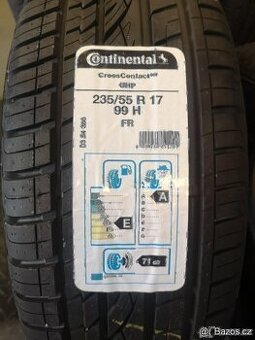 Continental
CrossContact
UHP
235/55 R 17
99 H
FR
E
A
71 dB
© Bazos.cz